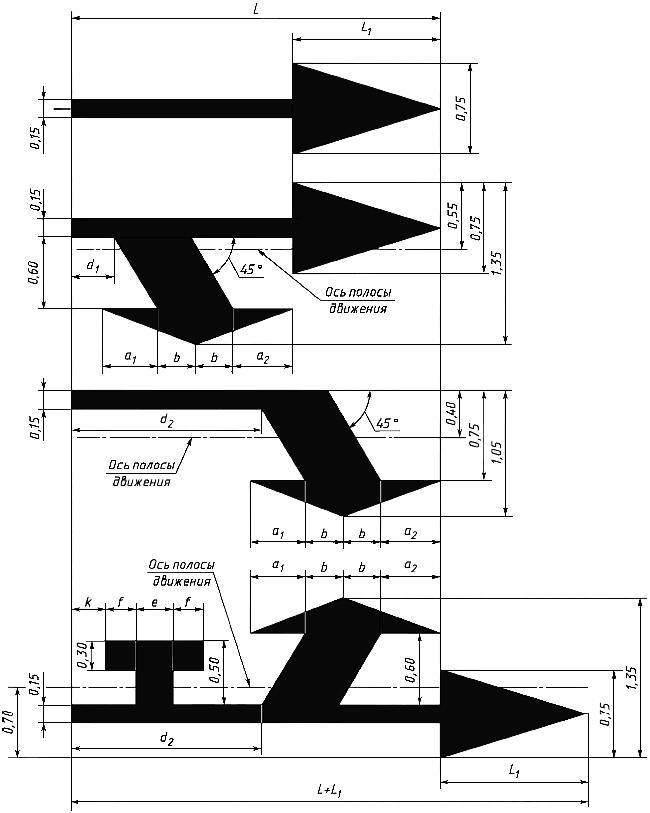 L
L₁
0,15
0,75
0,15
0,60
d₁
45°
Ось полосы
движения
0,55
0,75
1,35
a₁ b b a₂
0,15
d₂
45°
Ось полосы
движения
0,40
0,75
1,05
a₁ b b a₂
Ось полосы
движения
a₁ b b a₂
k f e f
0,30
0,50
0,60
0,15
0,70
0,75
1,35
d₂
L₁
L+L₁